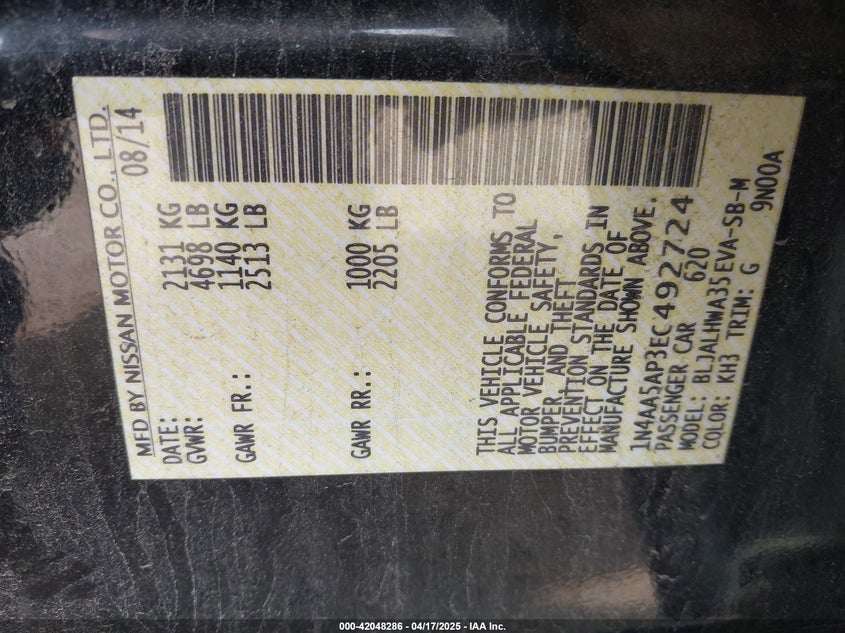 MFD BY NISSAN MOTOR CO., LTD.
DATE: 08/14
GVWR: 2131 KG
4698 LB
GAWR FR.: 1140 KG
2513 LB
GAWR RR.: 1000 KG
2205 LB
THIS VEHICLE CONFORMS TO
ALL APPLICABLE FEDERAL
MOTOR VEHICLE SAFETY,
BUMPER, AND THEFT
PREVENTION STANDARDS IN
EFFECT ON THE DATE OF
MANUFACTURE SHOWN ABOVE.
1N4AA5AP3EC492724
PASSENGER CAR 620
MODEL: BLJALHWA35EVA-SB-M
COLOR: KH3 TRIM: G 9N00A
000-42048286 - 04/17/2025 - IAA Inc.